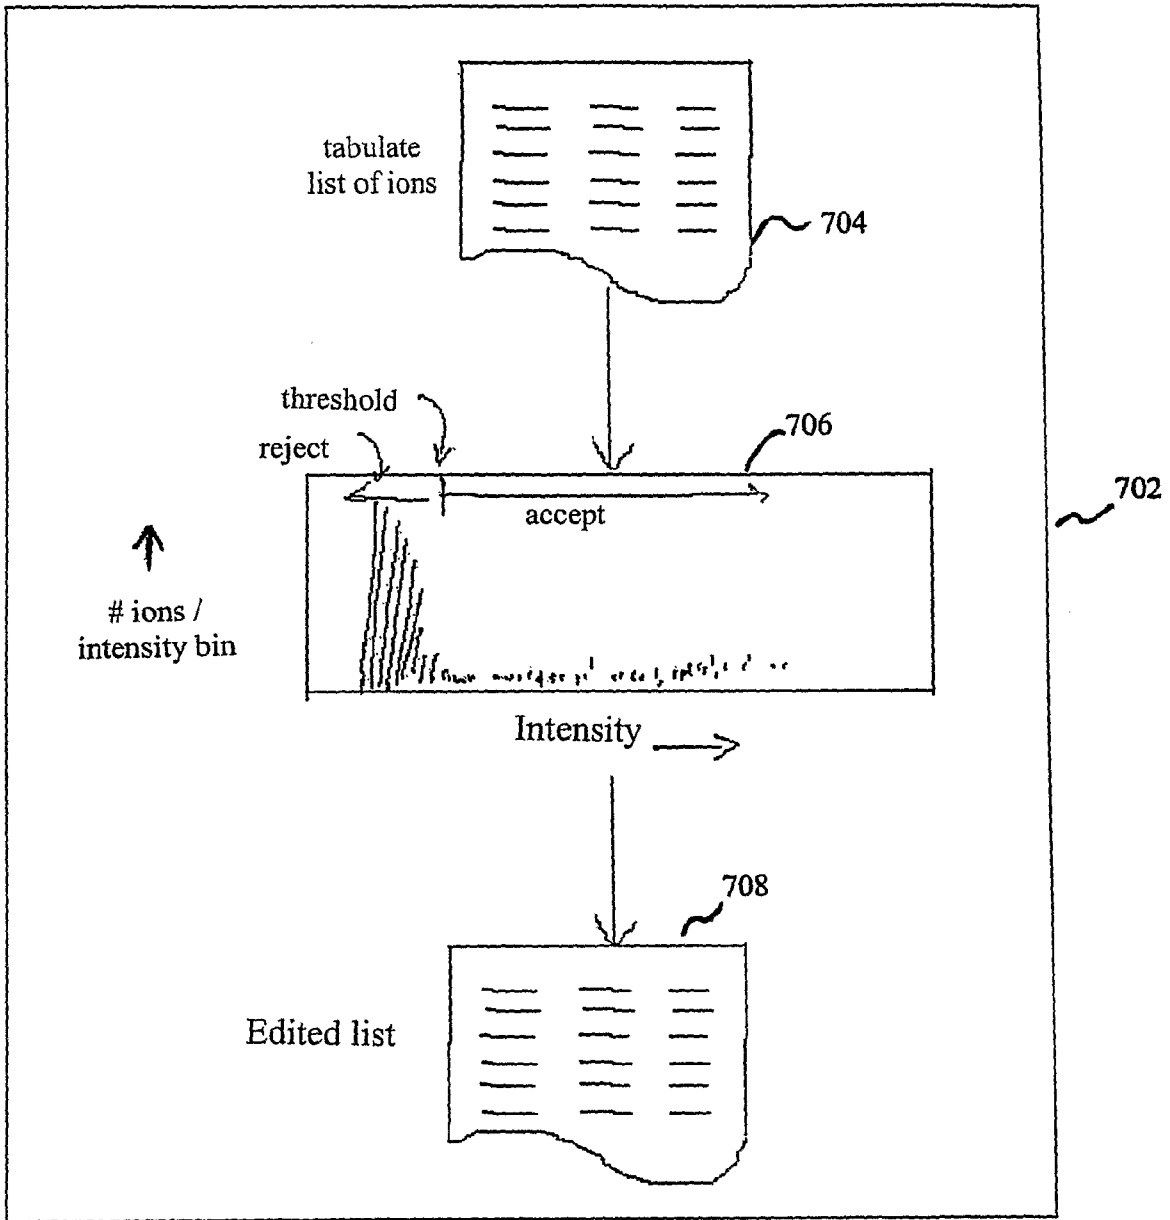 tabulate
list of ions
704
threshold
reject
706
702
accept
# ions /
intensity bin
Intensity
708
Edited list